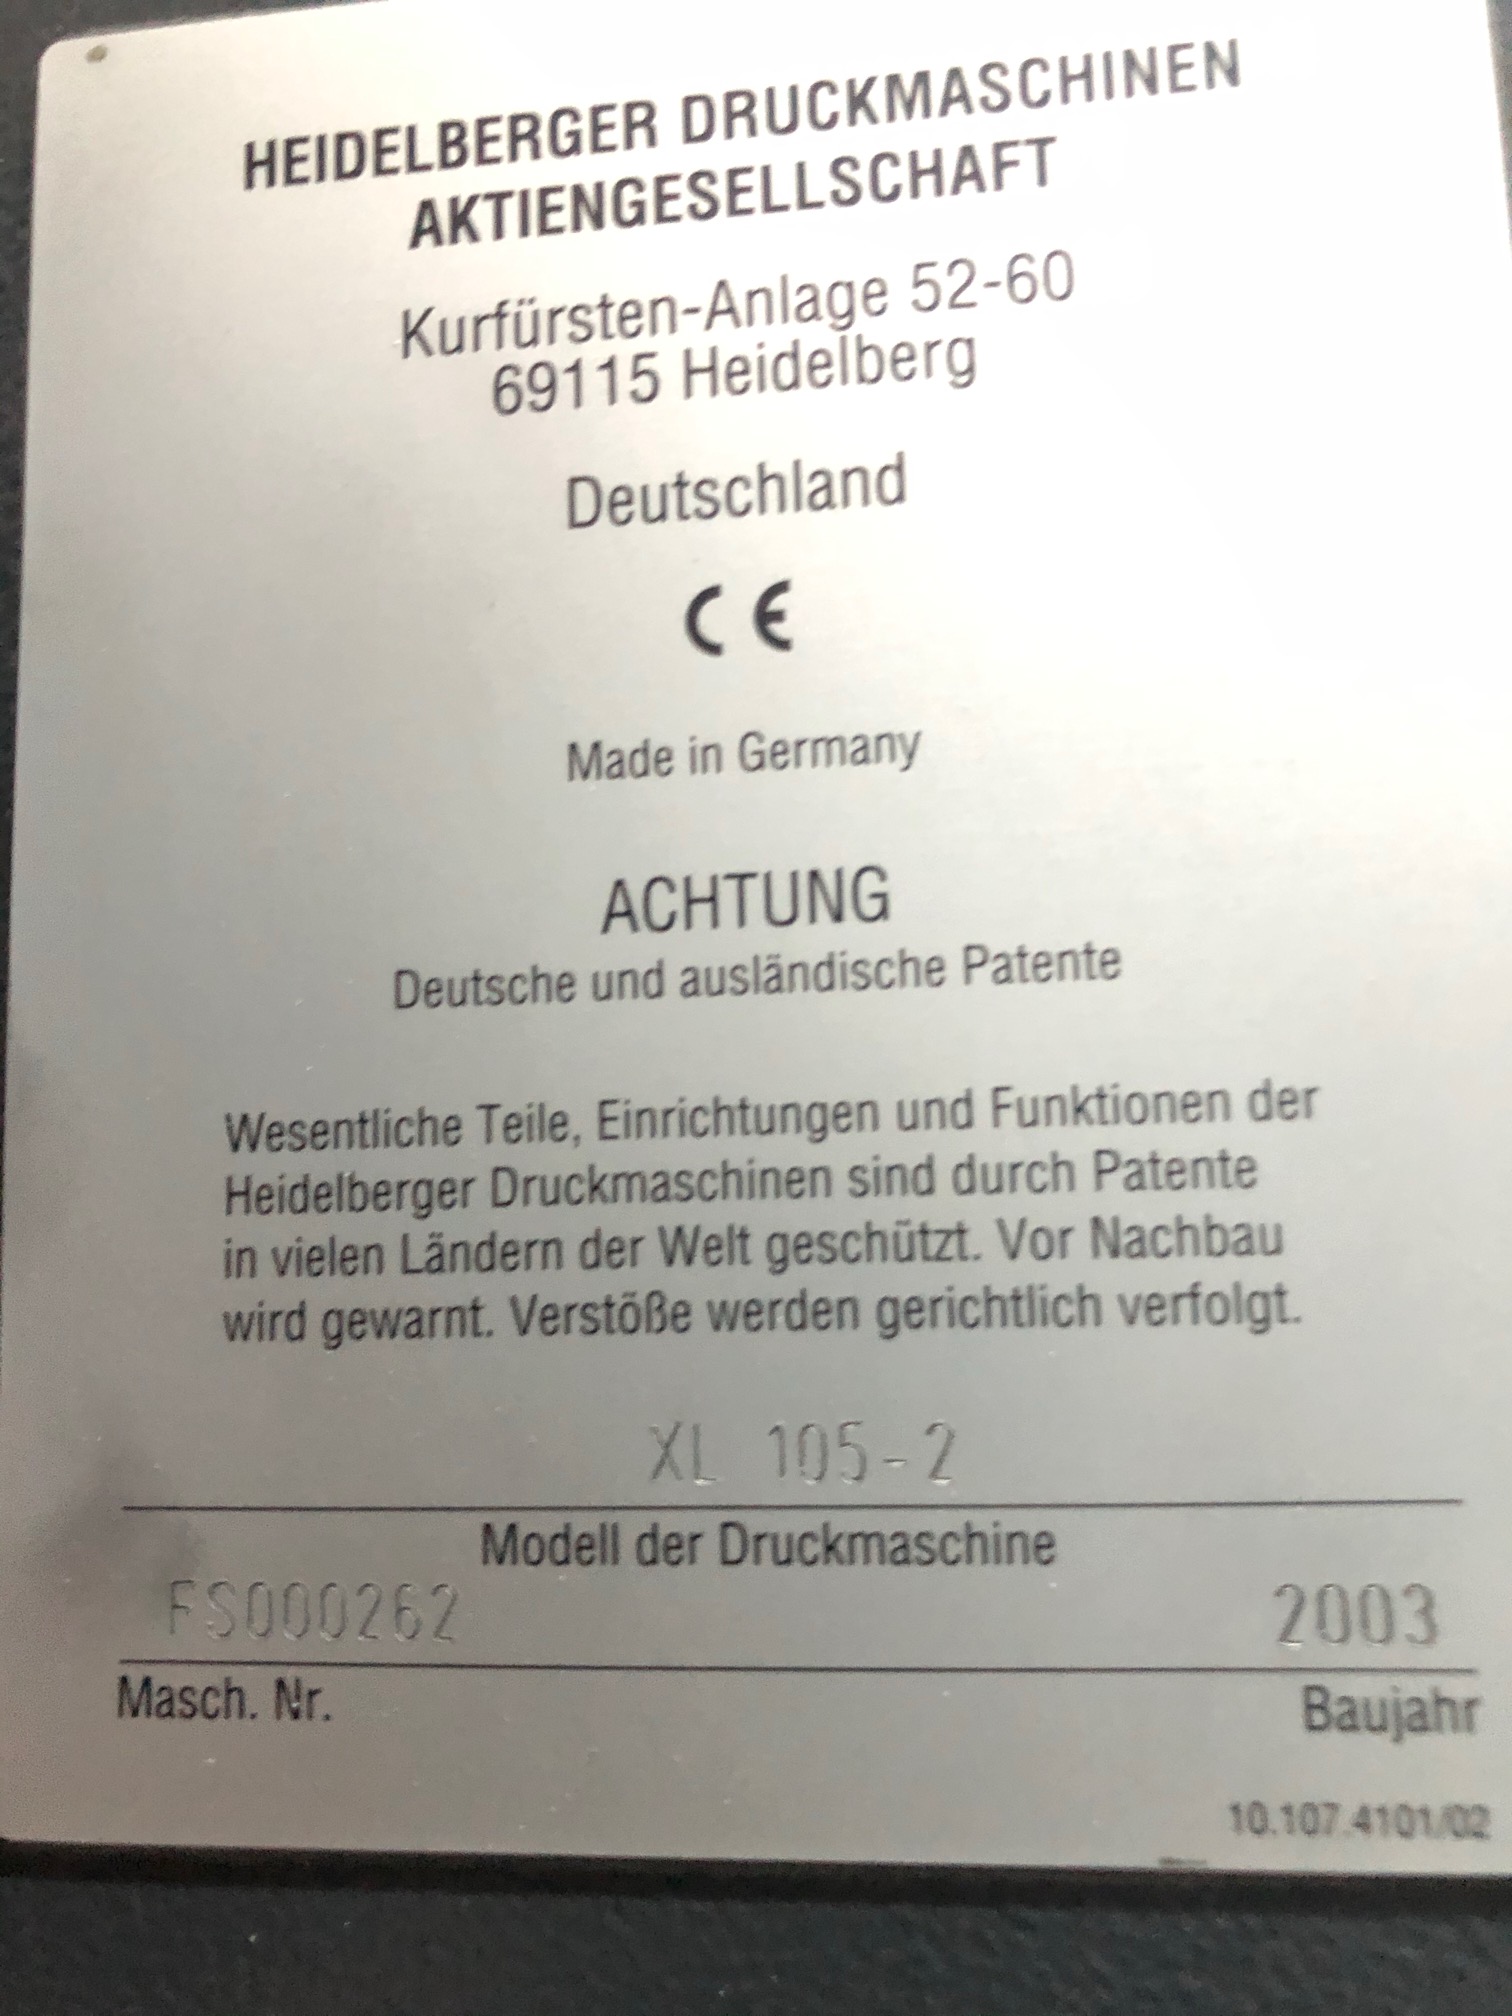 HEIDELBERGER DRUCKMASCHINEN
AKTIENGESELLSCHAFT
Kurfürsten-Anlage 52-60
69115 Heidelberg
Deutschland
CE
Made in Germany
ACHTUNG
Deutsche und ausländische Patente
Wesentliche Teile, Einrichtungen und Funktionen der
Heidelberger Druckmaschinen sind durch Patente
in vielen Ländern der Welt geschützt. Vor Nachbau
wird gewarnt. Verstöße werden gerichtlich verfolgt.
XL 105-2
Modell der Druckmaschine
FS000262 2003
Masch. Nr. Baujahr
10.107.4101/02